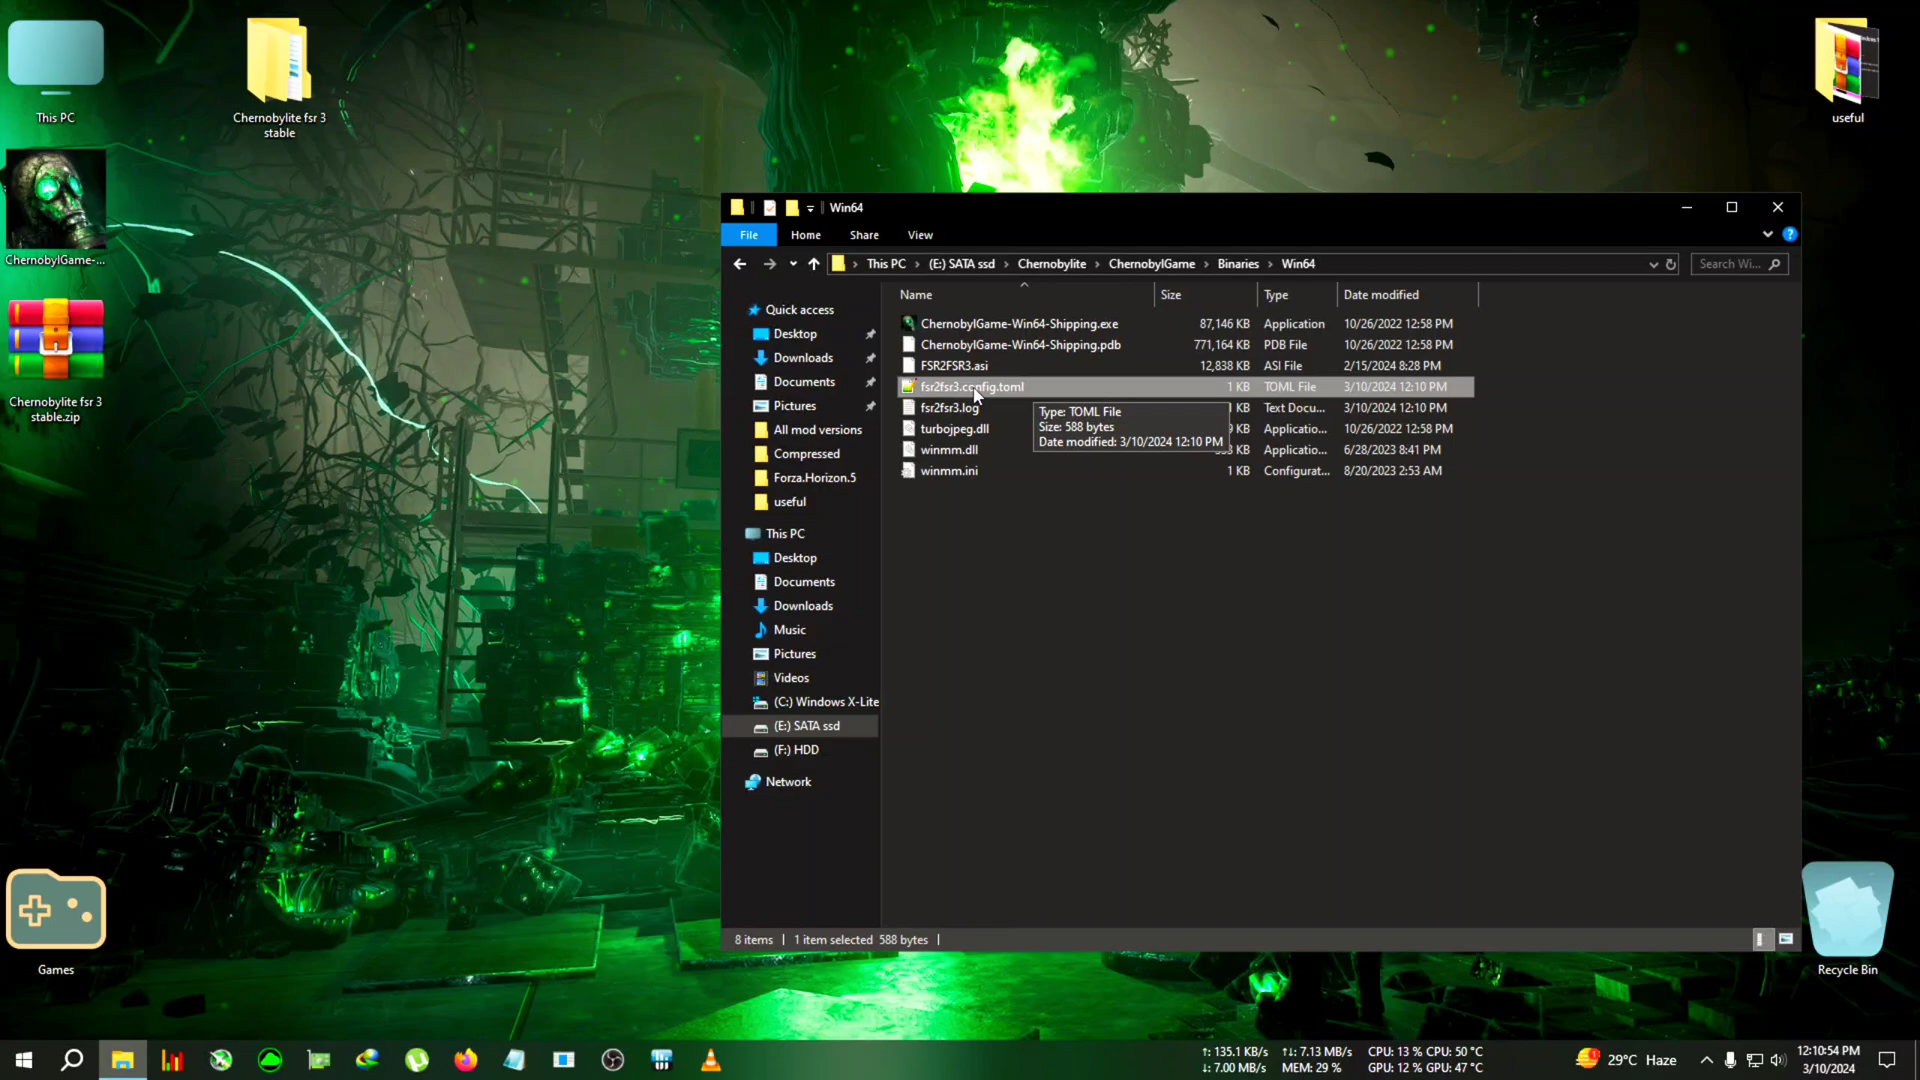 This PC
Chernobylite fsr 3
stable
useful
ChernobylGame-...
Chernobylite fsr 3
stable.zip
Games
Recycle Bin
Win64
File
Home
Share
View
This PC
(E:) SATA ssd
Chernobylite
ChernobylGame
Binaries
Win64
Search Wi...
Name
Size
Type
Date modified
Quick access
Desktop
Downloads
Documents
Pictures
All mod versions
Compressed
Forza.Horizon.5
useful
This PC
Desktop
Documents
Downloads
Music
Pictures
Videos
(C:) Windows X-Lite
(E:) SATA ssd
(F:) HDD
Network
ChernobylGame-Win64-Shipping.exe 87,146 KB Application 10/26/2022 12:58 PM
ChernobylGame-Win64-Shipping.pdb 771,164 KB PDB File 10/26/2022 12:58 PM
FSR2FSR3.asi 12,838 KB ASI File 2/15/2024 8:28 PM
fsr2fsr3.config.toml 1 KB TOML File 3/10/2024 12:10 PM
fsr2fsr3.log KB Text Docu... 3/10/2024 12:10 PM
turbojpeg.dll KB Applicatio... 10/26/2022 12:58 PM
winmm.dll KB Applicatio... 6/28/2023 8:41 PM
winmm.ini 1 KB Configurat... 8/20/2023 2:53 AM
Type: TOML File
Size: 588 bytes
Date modified: 3/10/2024 12:10 PM
8 items 1 item selected 588 bytes
↑: 135.1 KB/s ↑↓: 7.13 MB/s CPU: 13 % CPU: 50 °C
↓: 7.00 MB/s MEM: 29 % GPU: 12 % GPU: 47 °C
29°C Haze
12:10:54 PM
3/10/2024